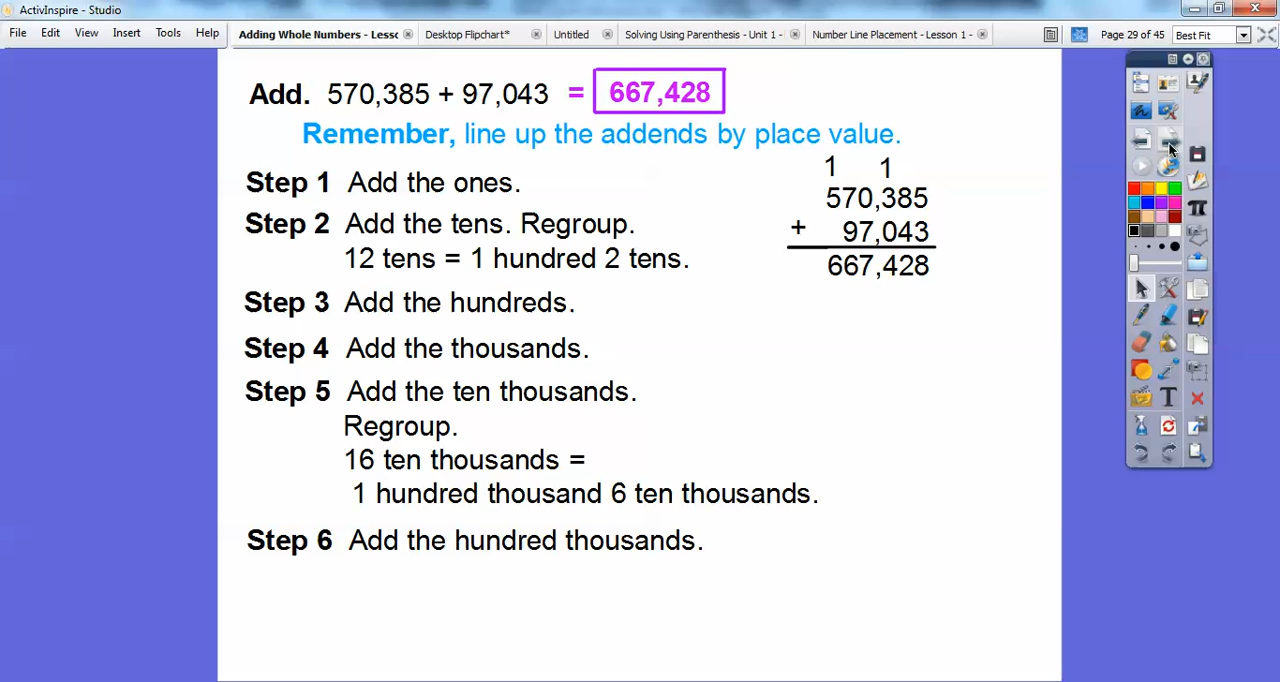 ActivInspire - Studio
File Edit View Insert Tools Help
Adding Whole Numbers - Lessc Desktop Flipchart* Untitled Solving Using Parenthesis - Unit 1 - Number Line Placement - Lesson 1 - Page 29 of 45 Best Fit
Add. 570,385 + 97,043 = 667,428
Remember, line up the addends by place value.
Step 1 Add the ones.
Step 2 Add the tens. Regroup.
12 tens = 1 hundred 2 tens.
Step 3 Add the hundreds.
Step 4 Add the thousands.
Step 5 Add the ten thousands.
Regroup.
16 ten thousands =
1 hundred thousand 6 ten thousands.
Step 6 Add the hundred thousands.
1 1
570,385
+ 97,043
667,428